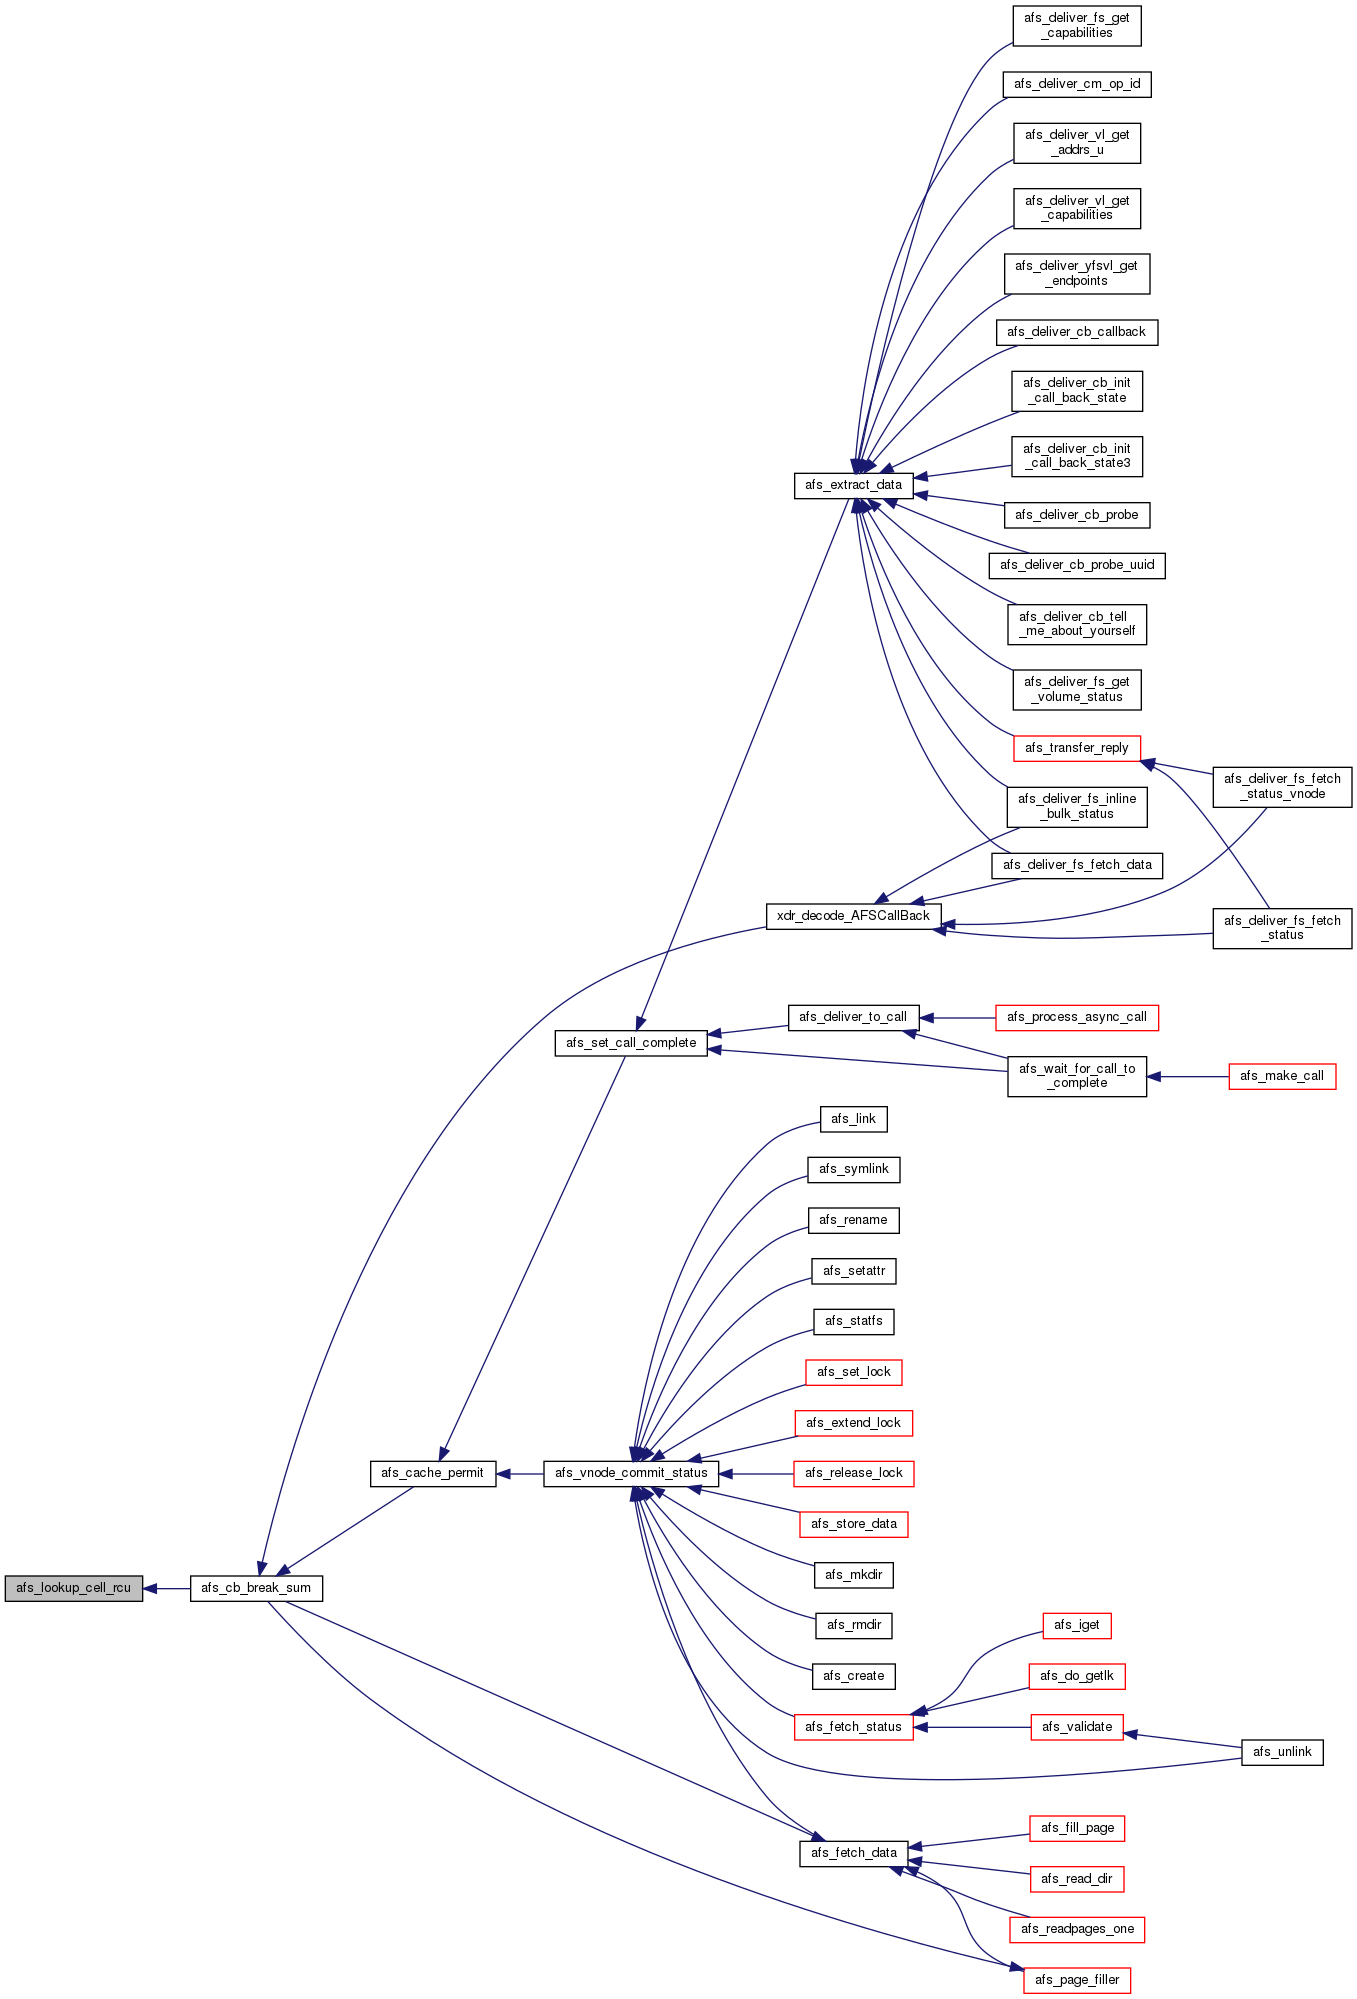 afs_deliver_fs_get
_capabilities
afs_deliver_cm_op_id
afs_deliver_vl_get
_addrs_u
afs_deliver_vl_get
_capabilities
afs_deliver_yfsvl_get
_endpoints
afs_deliver_cb_callback
afs_deliver_cb_init
_call_back_state
afs_deliver_cb_init
_call_back_state3
afs_extract_data
afs_deliver_cb_probe
afs_deliver_cb_probe_uuid
afs_deliver_cb_tell
_me_about_yourself
afs_deliver_fs_get
_volume_status
afs_transfer_reply
afs_deliver_fs_fetch
_status_vnode
afs_deliver_fs_inline
_bulk_status
afs_deliver_fs_fetch_data
xdr_decode_AFSCallBack
afs_deliver_fs_fetch
_status
afs_deliver_to_call
afs_process_async_call
afs_set_call_complete
afs_wait_for_call_to
_complete
afs_make_call
afs_link
afs_symlink
afs_rename
afs_setattr
afs_statfs
afs_set_lock
afs_extend_lock
afs_cache_permit
afs_vnode_commit_status
afs_release_lock
afs_store_data
afs_mkdir
afs_lookup_cell_rcu
afs_cb_break_sum
afs_rmdir
afs_iget
afs_create
afs_do_getlk
afs_fetch_status
afs_validate
afs_unlink
afs_fill_page
afs_fetch_data
afs_read_dir
afs_readpages_one
afs_page_filler